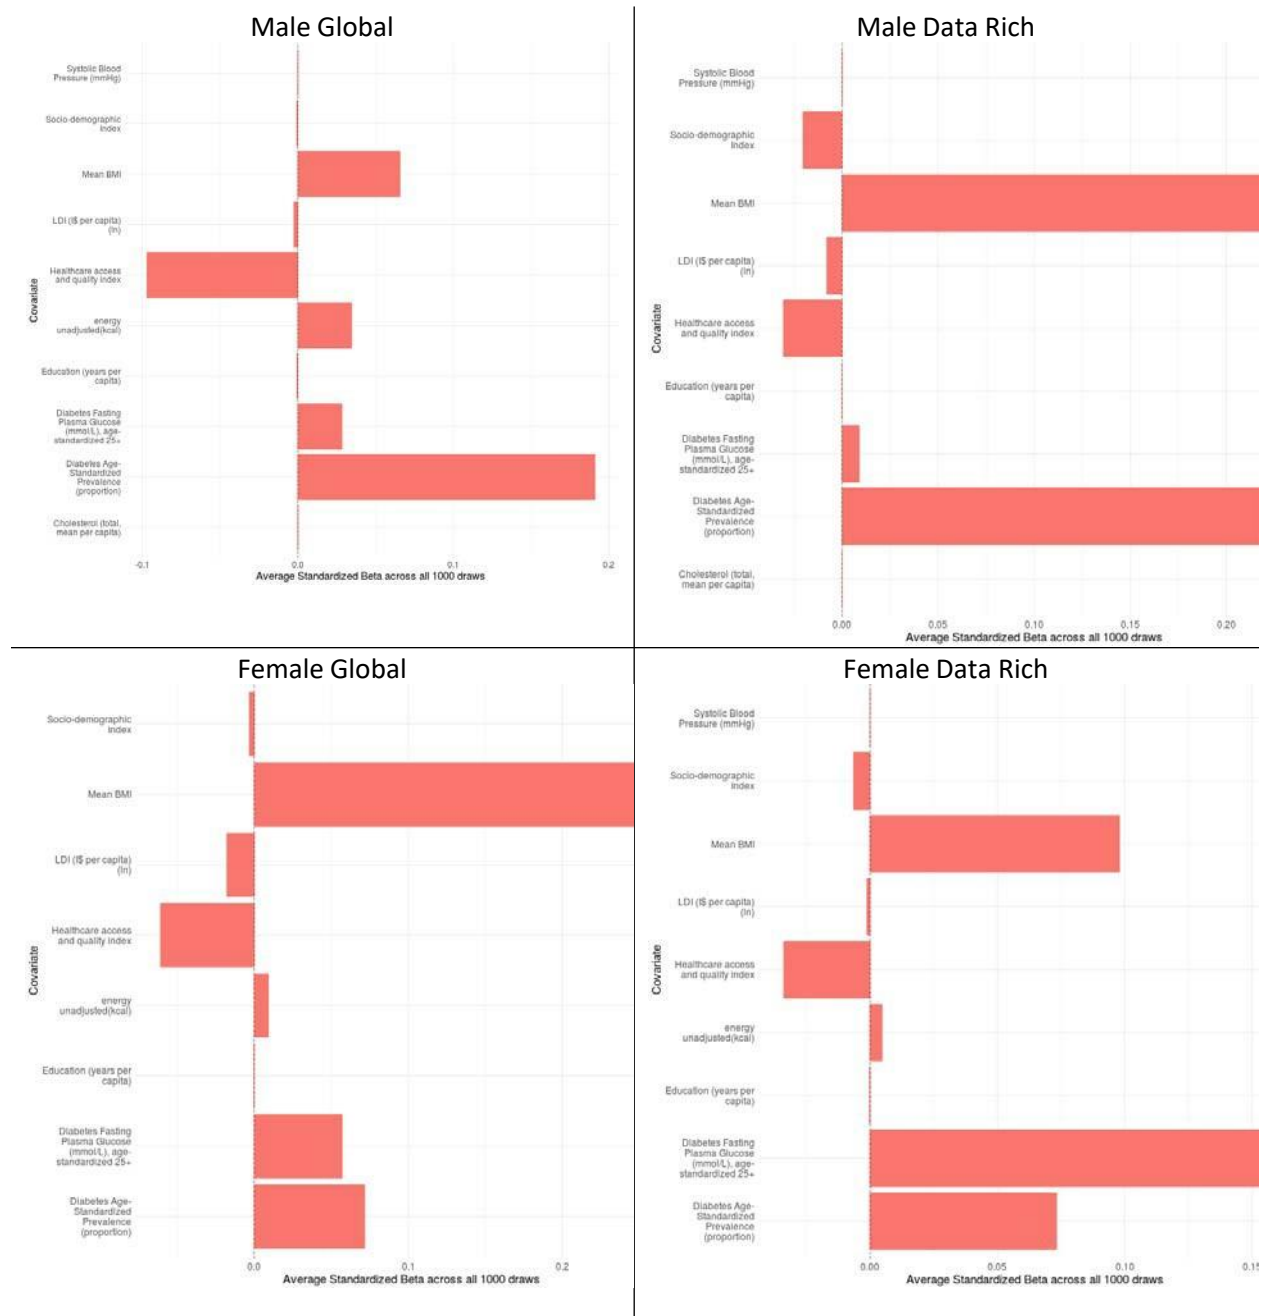 Male Global
Systolic Blood
Pressure (mmHg)
Socio-demographic
Index
Mean BMI
LDI (I$ per capita)
(ln)
Healthcare access
and quality index
energy
unadjusted(kcal)
Education (years per
capita)
Diabetes Fasting
Plasma Glucose
(mmol/L), age-
standardized 25+
Diabetes Age-
Standardized
Prevalence
(proportion)
Cholesterol (total,
mean per capita)
Covariate
-0.1 0.0 0.1 0.2
Average Standardized Beta across all 1000 draws
Male Data Rich
Systolic Blood
Pressure (mmHg)
Socio-demographic
Index
Mean BMI
LDI (I$ per capita)
(ln)
Healthcare access
and quality index
Education (years per
capita)
Diabetes Fasting
Plasma Glucose
(mmol/L), age-
standardized 25+
Diabetes Age-
Standardized
Prevalence
(proportion)
Cholesterol (total,
mean per capita)
Covariate
0.00 0.05 0.10 0.15 0.20
Average Standardized Beta across all 1000 draws
Female Global
Socio-demographic
Index
Mean BMI
LDI (I$ per capita)
(ln)
Healthcare access
and quality index
energy
unadjusted(kcal)
Education (years per
capita)
Diabetes Fasting
Plasma Glucose
(mmol/L), age-
standardized 25+
Diabetes Age-
Standardized
Prevalence
(proportion)
Covariate
0.0 0.1 0.2
Average Standardized Beta across all 1000 draws
Female Data Rich
Systolic Blood
Pressure (mmHg)
Socio-demographic
Index
Mean BMI
LDI (I$ per capita)
(ln)
Healthcare access
and quality index
energy
unadjusted(kcal)
Education (years per
capita)
Diabetes Fasting
Plasma Glucose
(mmol/L), age-
standardized 25+
Diabetes Age-
Standardized
Prevalence
(proportion)
Covariate
0.00 0.05 0.10 0.15
Average Standardized Beta across all 1000 draws